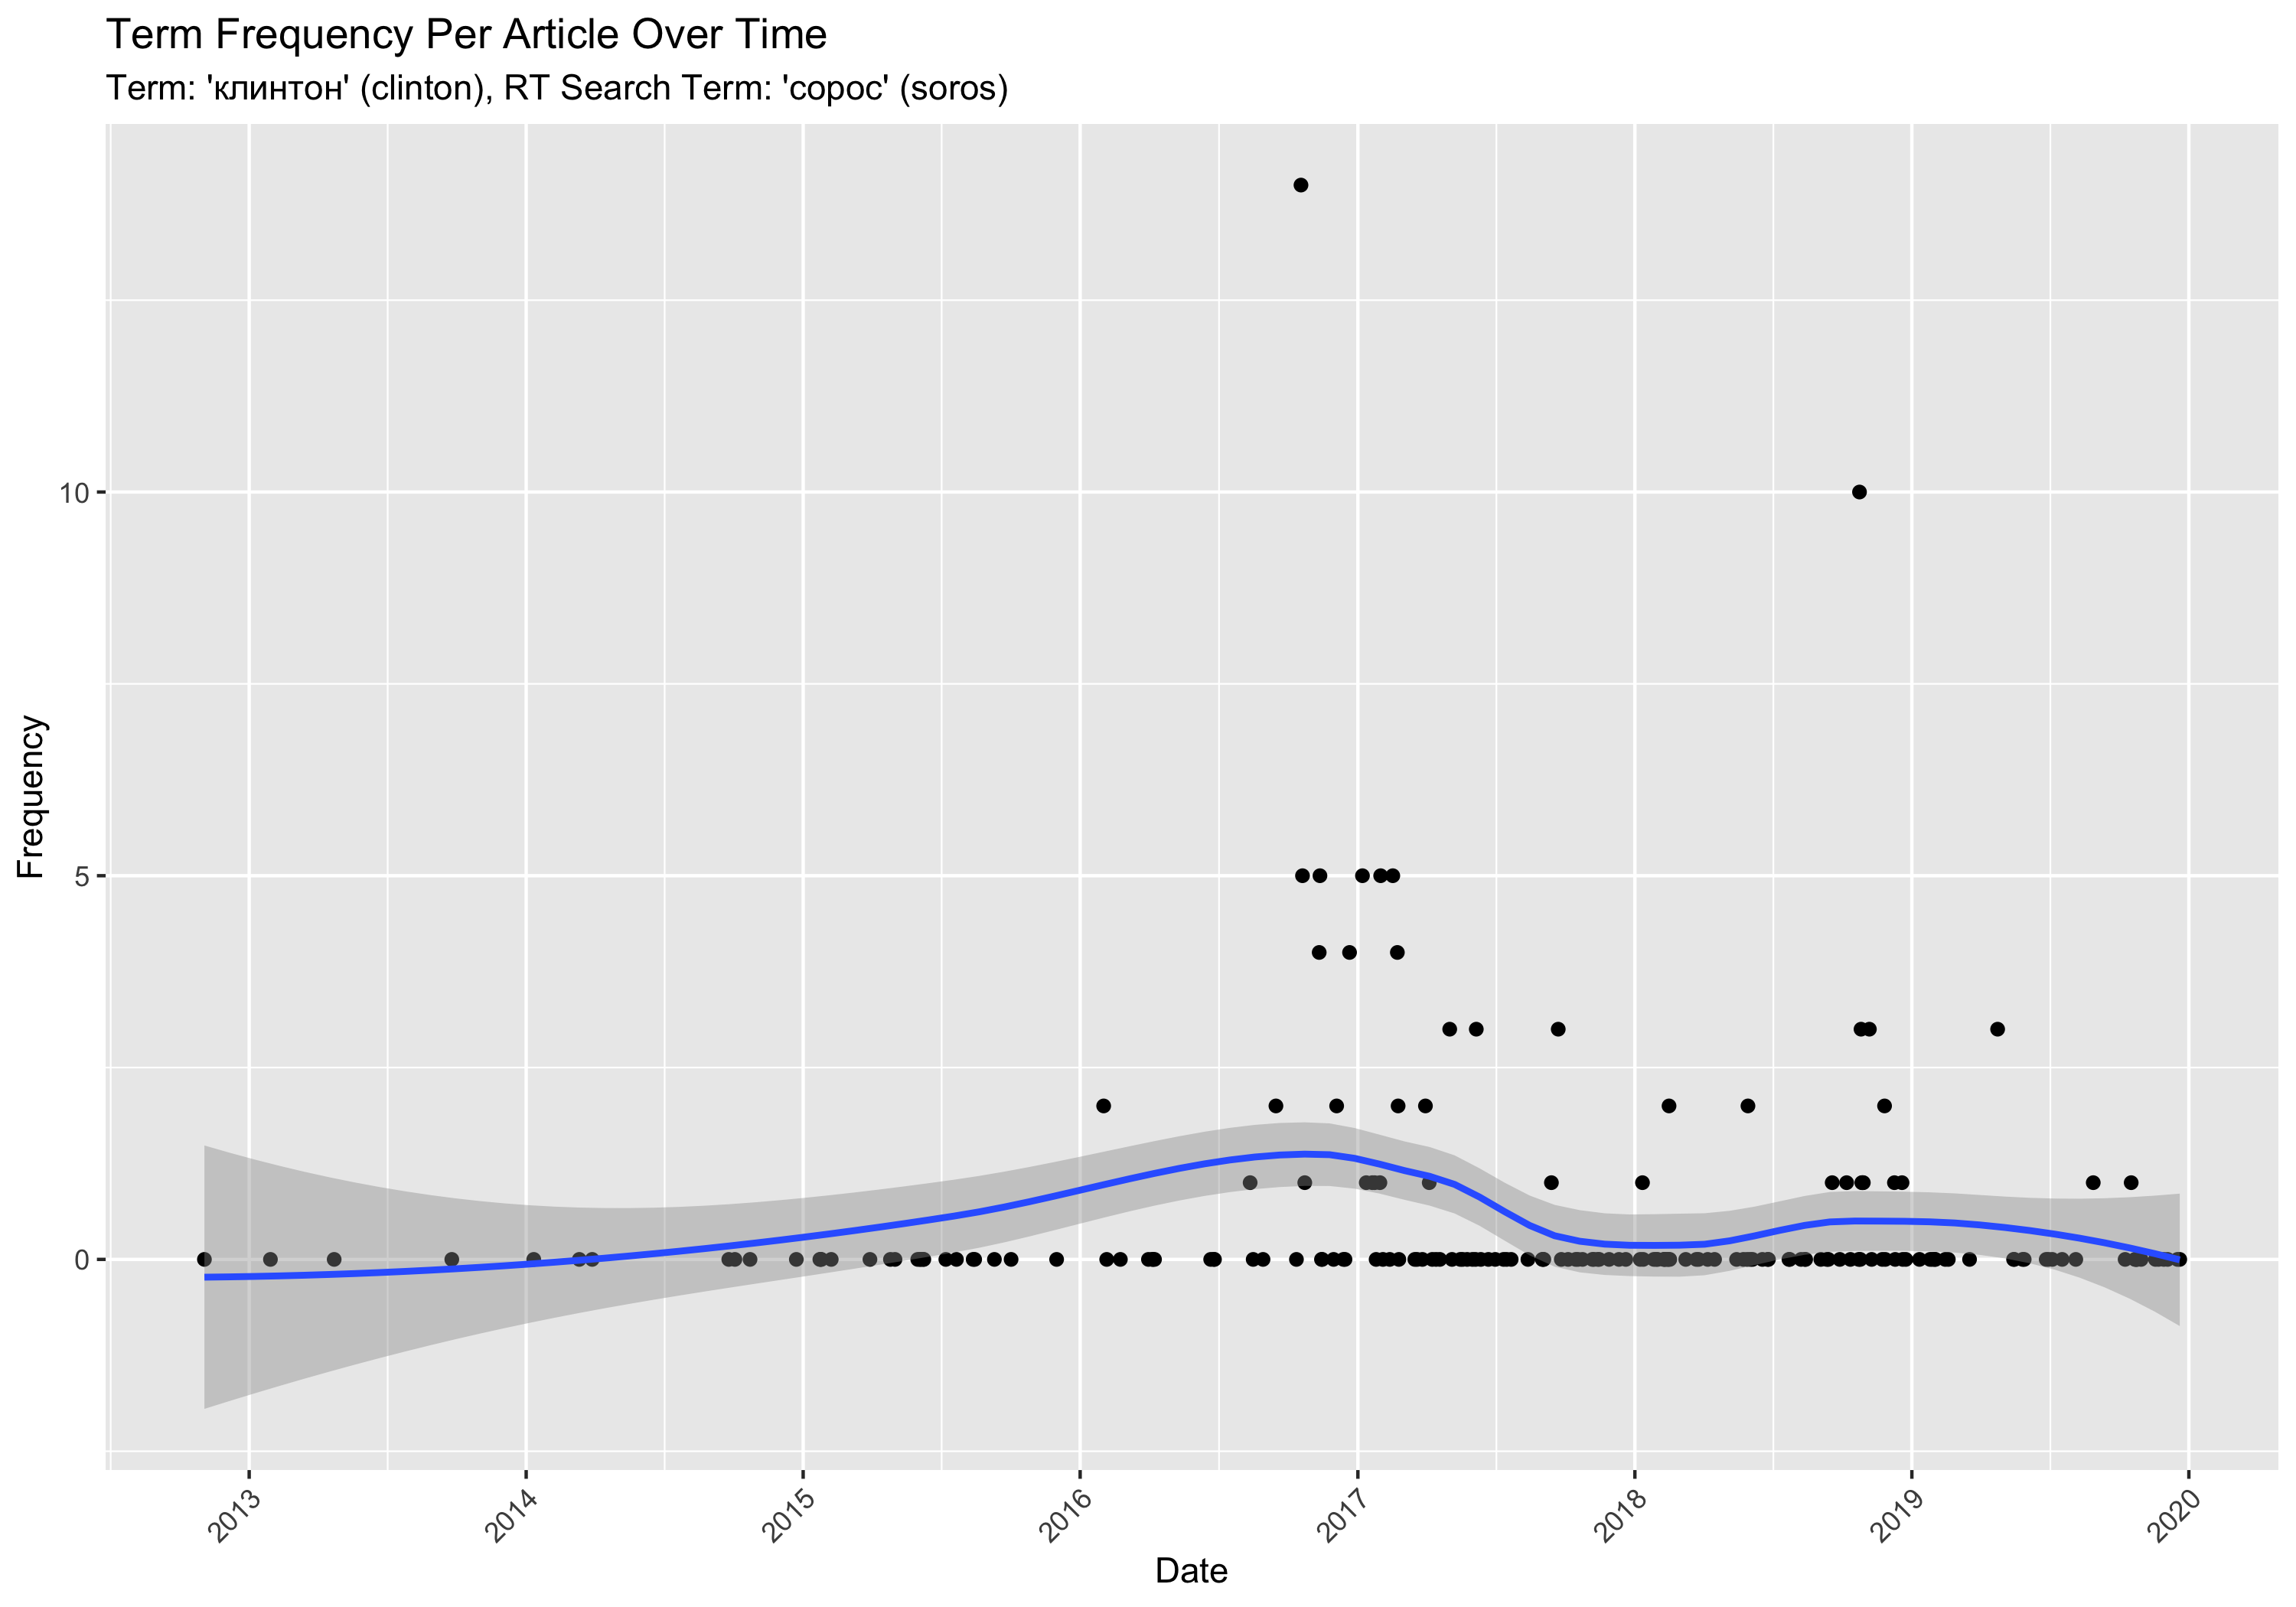 Term Frequency Per Article Over Time
Term: 'клинтон' (clinton), RT Search Term: 'сорос' (soros)
Frequency
10
5
0
2013
2014
2015
2016
2017
2018
2019
2020
Date